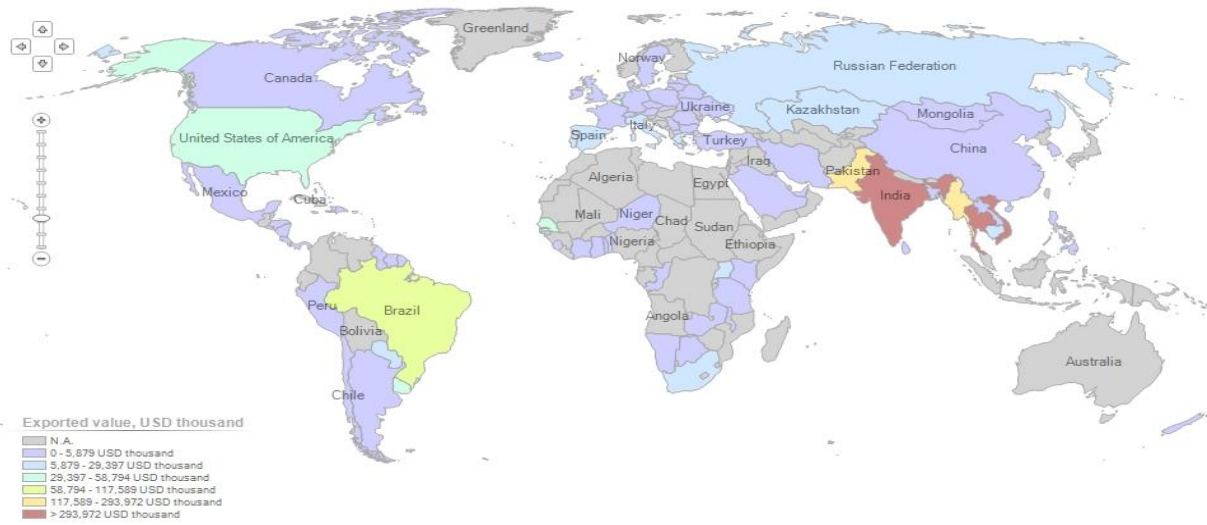 Greenland
Norway
Russian Federation
Canada
Ukraine
Kazakhstan
Mongolia
Spain
Italy
United States of America
Turkey
China
Iraq
Pakistan
Algeria
Egypt
India
Mexico
Cuba
Mali
Niger
Chad
Sudan
Nigeria
Ethiopia
Peru
Brazil
Angola
Bolivia
Australia
Chile
Exported value, USD thousand
N.A.
0 - 5,879 USD thousand
5,879 - 29,397 USD thousand
29,397 - 58,794 USD thousand
58,794 - 117,589 USD thousand
117,589 - 293,972 USD thousand
> 293,972 USD thousand